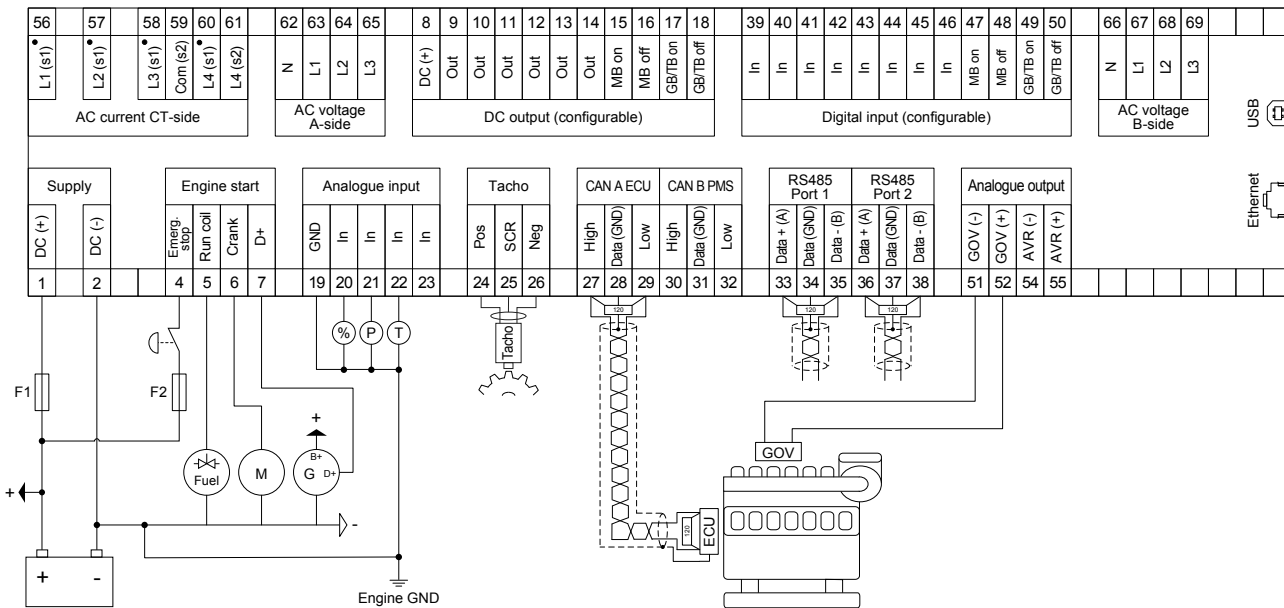 56 57 58 59 60 61 62 63 64 65 8 9 10 11 12 13 14 15 16 17 18 39 40 41 42 43 44 45 46 47 48 49 50 66 67 68 69
L1 (s1)
L2 (s1)
L3 (s1)
Com (s2)
L4 (s1)
L4 (s2)
N
L1
L2
L3
DC (+)
Out
Out
Out
Out
Out
Out
MB on
MB off
GB/TB on
GB/TB off
In
In
In
In
In
In
In
In
MB on
MB off
GB/TB on
GB/TB off
N
L1
L2
L3
AC current CT-side
AC voltage
A-side
DC output (configurable)
Digital input (configurable)
AC voltage
B-side
USB
Supply
Engine start
Analogue input
Tacho
CAN A ECU
CAN B PMS
RS485
Port 1
RS485
Port 2
Analogue output
Ethernet
DC (+)
DC (-)
Emerg.
stop
Run coil
Crank
D+
GND
In
In
In
In
Pos
SCR
Neg
High
Data (GND)
Low
High
Data (GND)
Low
Data + (A)
Data (GND)
Data - (B)
Data + (A)
Data (GND)
Data - (B)
GOV (-)
GOV (+)
AVR (-)
AVR (+)
1 2 4 5 6 7 19 20 21 22 23 24 25 26 27 28 29 30 31 32 33 34 35 36 37 38 51 52 54 55
120
120
120
% P T
Tacho
F1
F2
+
B+
G D+
Fuel
M
GOV
+
-
120
ECU
+ -
Engine GND